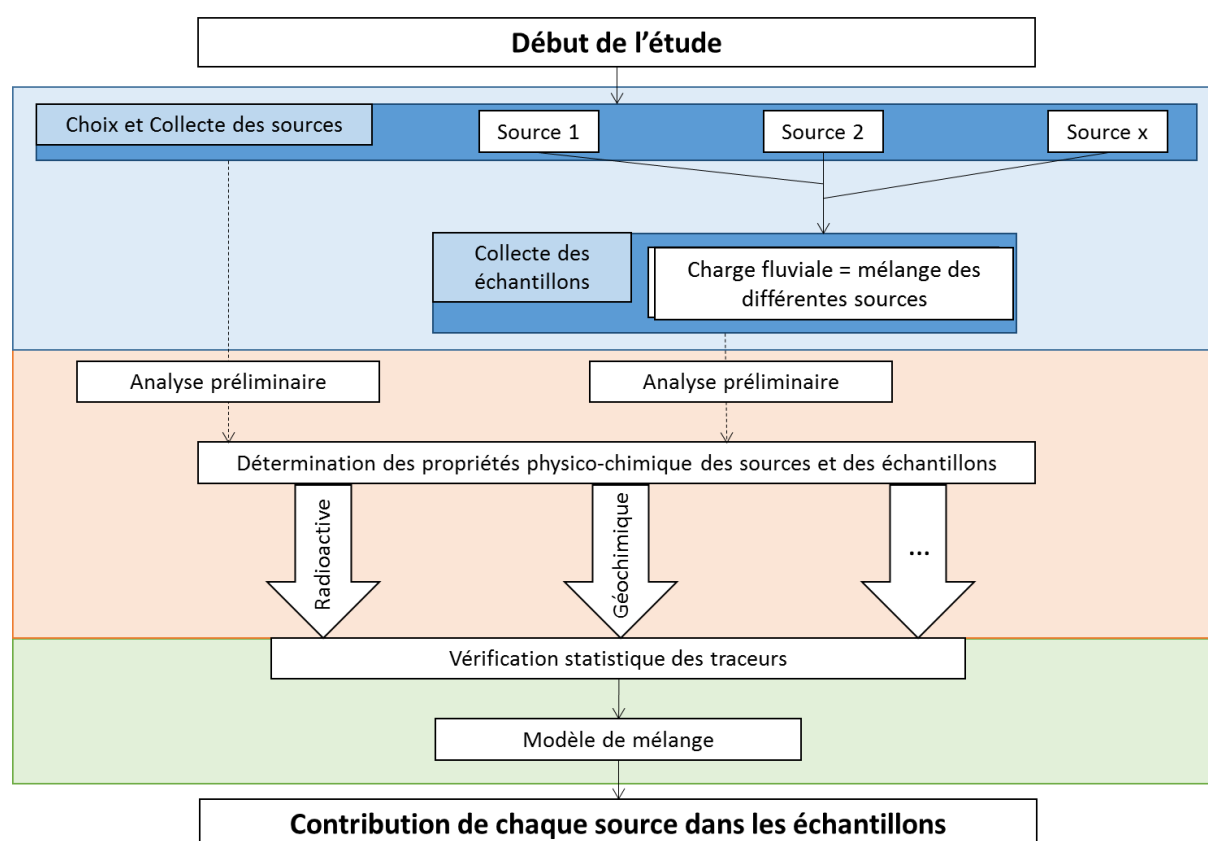 Début de l’étude
Choix et Collecte des sources
Source 1
Source 2
Source x
Collecte des
échantillons
Charge fluviale = mélange des
différentes sources
Analyse préliminaire
Analyse préliminaire
Détermination des propriétés physico-chimique des sources et des échantillons
Radioactive
Géochimique
...
Vérification statistique des traceurs
Modèle de mélange
Contribution de chaque source dans les échantillons